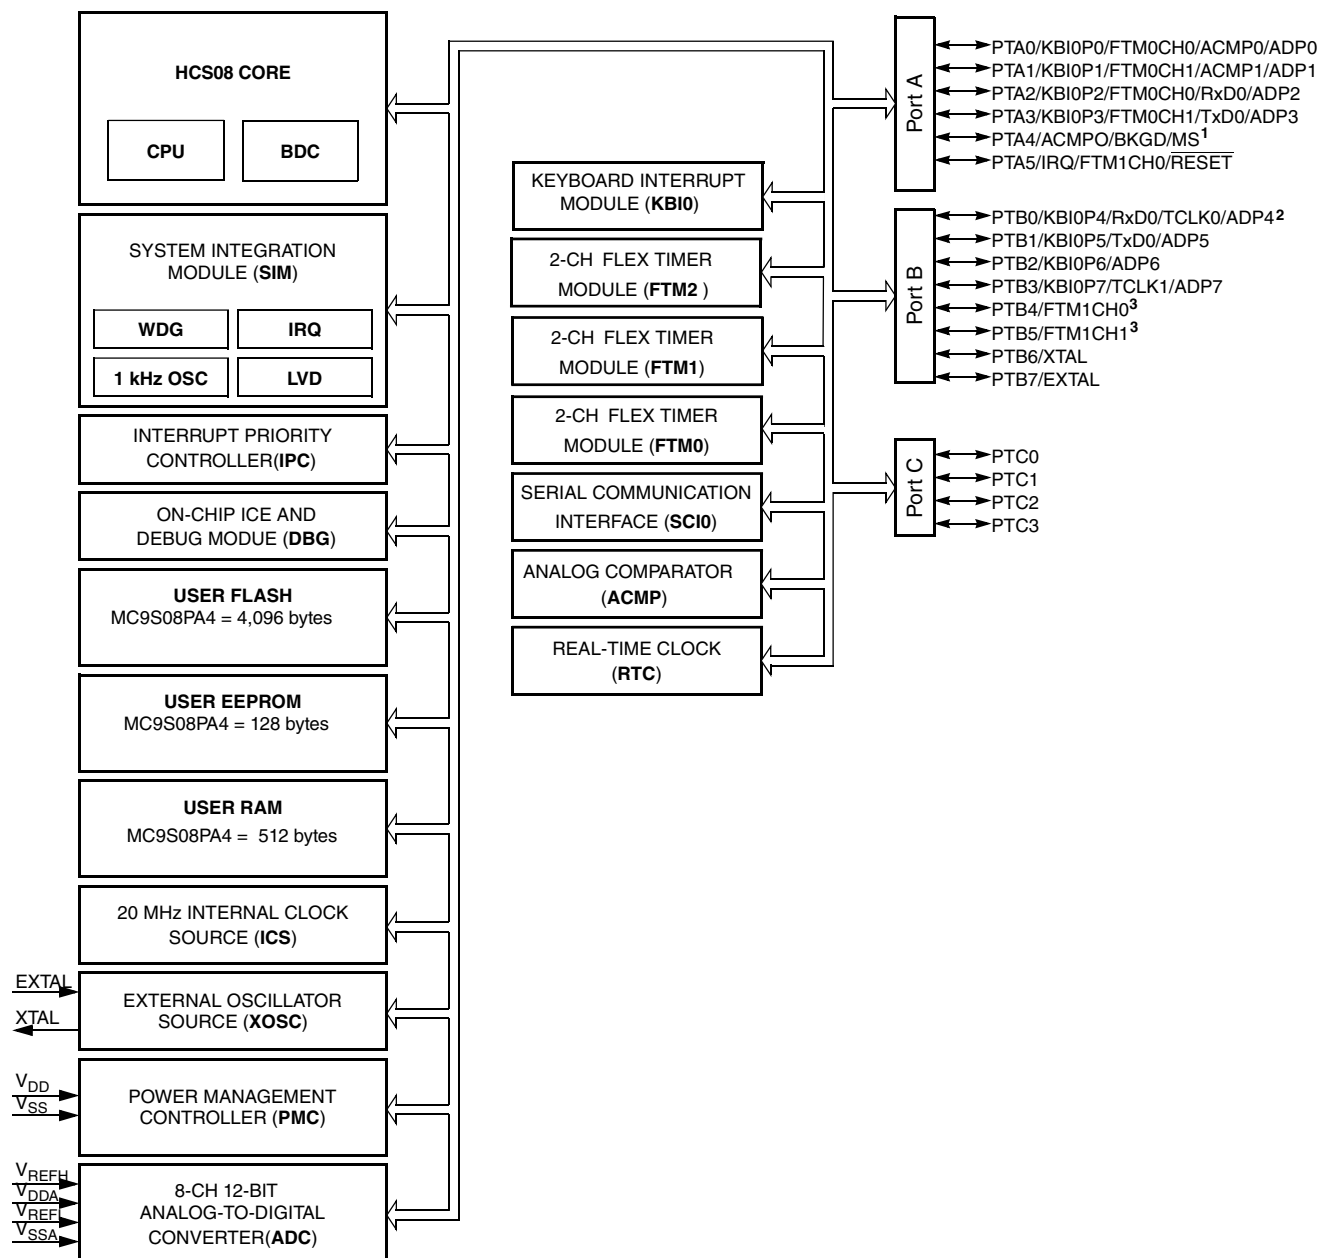 HCS08 CORE
CPU
BDC
SYSTEM INTEGRATION
MODULE (SIM)
WDG
IRQ
1 kHz OSC
LVD
INTERRUPT PRIORITY
CONTROLLER(IPC)
ON-CHIP ICE AND
DEBUG MODUE (DBG)
USER FLASH
MC9S08PA4 = 4,096 bytes
USER EEPROM
MC9S08PA4 = 128 bytes
USER RAM
MC9S08PA4 = 512 bytes
20 MHz INTERNAL CLOCK
SOURCE (ICS)
EXTAL
XTAL
EXTERNAL OSCILLATOR
SOURCE (XOSC)
VDD
VSS
POWER MANAGEMENT
CONTROLLER (PMC)
VREFH
VDDA
VREFL
VSSA
8-CH 12-BIT
ANALOG-TO-DIGITAL
CONVERTER(ADC)
KEYBOARD INTERRUPT
MODULE (KBI0)
2-CH FLEX TIMER
MODULE (FTM2 )
2-CH FLEX TIMER
MODULE (FTM1)
2-CH FLEX TIMER
MODULE (FTM0)
SERIAL COMMUNICATION
INTERFACE (SCI0)
ANALOG COMPARATOR
(ACMP)
REAL-TIME CLOCK
(RTC)
Port A
PTA0/KBI0P0/FTM0CH0/ACMP0/ADP0
PTA1/KBI0P1/FTM0CH1/ACMP1/ADP1
PTA2/KBI0P2/FTM0CH0/RxD0/ADP2
PTA3/KBI0P3/FTM0CH1/TxD0/ADP3
PTA4/ACMPO/BKGD/MS1
PTA5/IRQ/FTM1CH0/RESET
Port B
PTB0/KBI0P4/RxD0/TCLK0/ADP42
PTB1/KBI0P5/TxD0/ADP5
PTB2/KBI0P6/ADP6
PTB3/KBI0P7/TCLK1/ADP7
PTB4/FTM1CH03
PTB5/FTM1CH13
PTB6/XTAL
PTB7/EXTAL
Port C
PTC0
PTC1
PTC2
PTC3